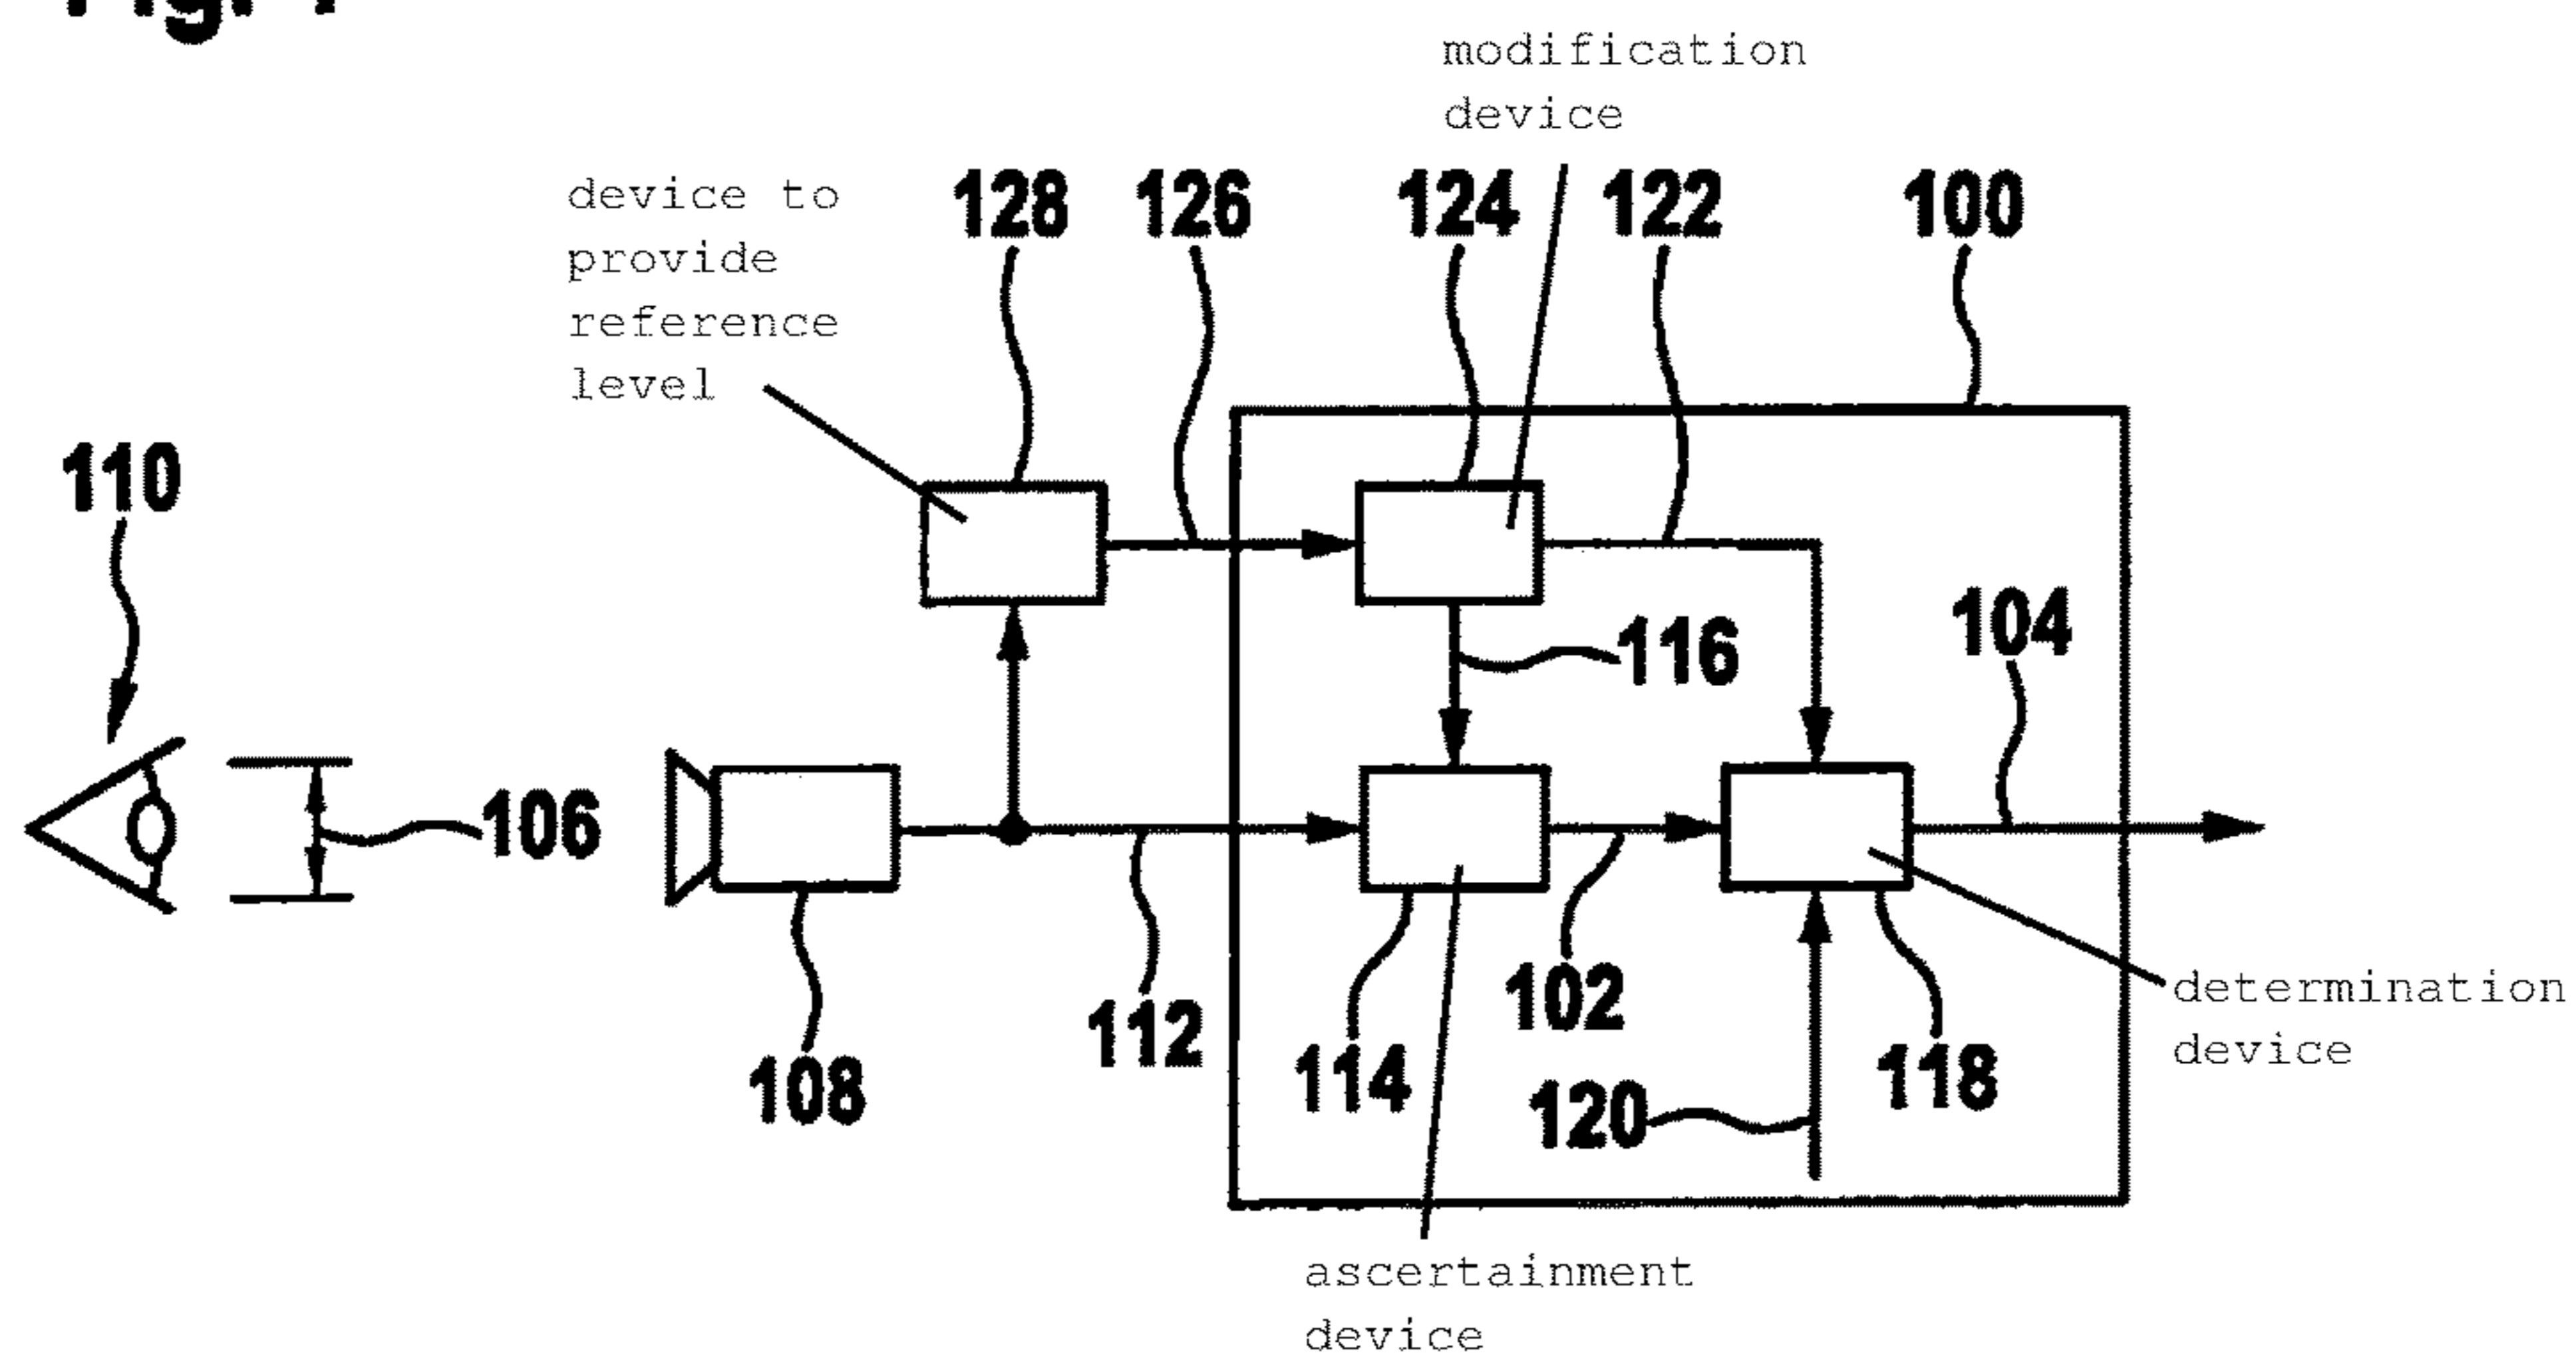 modification
device
device to
provide
reference
level
128
126
124
122
100
110
116
104
106
108
112
114
102
120
118
determination
device
ascertainment
device